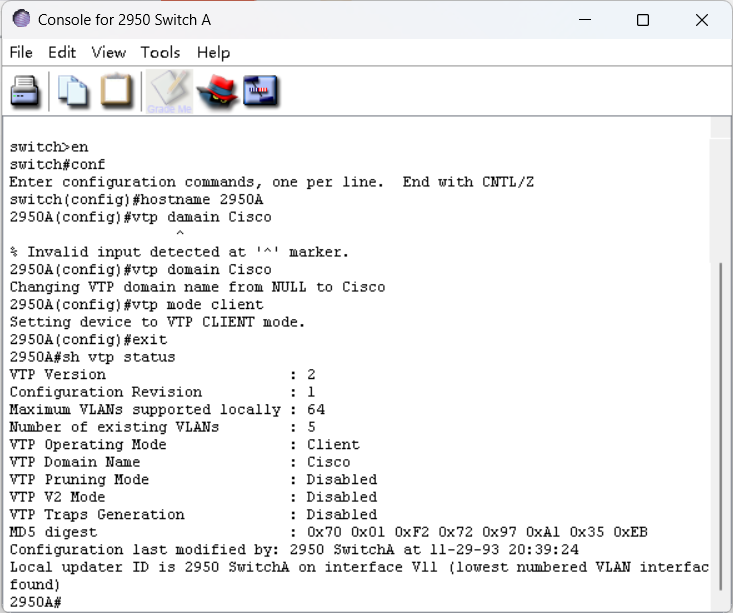 Console for 2950 Switch A
File Edit View Tools Help
Grade Me
switch>en
switch#conf
Enter configuration commands, one per line.  End with CNTL/Z
switch(config)#hostname 2950A
2950A(config)#vtp damain Cisco
^
% Invalid input detected at '^' marker.
2950A(config)#vtp domain Cisco
Changing VTP domain name from NULL to Cisco
2950A(config)#vtp mode client
Setting device to VTP CLIENT mode.
2950A(config)#exit
2950A#sh vtp status
VTP Version                     : 2
Configuration Revision          : 1
Maximum VLANs supported locally : 64
Number of existing VLANs        : 5
VTP Operating Mode              : Client
VTP Domain Name                 : Cisco
VTP Pruning Mode                : Disabled
VTP V2 Mode                     : Disabled
VTP Traps Generation            : Disabled
MD5 digest                      : 0x70 0x01 0xF2 0x72 0x97 0xA1 0x35 0xEB
Configuration last modified by: 2950 SwitchA at 11-29-93 20:39:24
Local updater ID is 2950 SwitchA on interface Vl1 (lowest numbered VLAN interfac
found)
2950A#